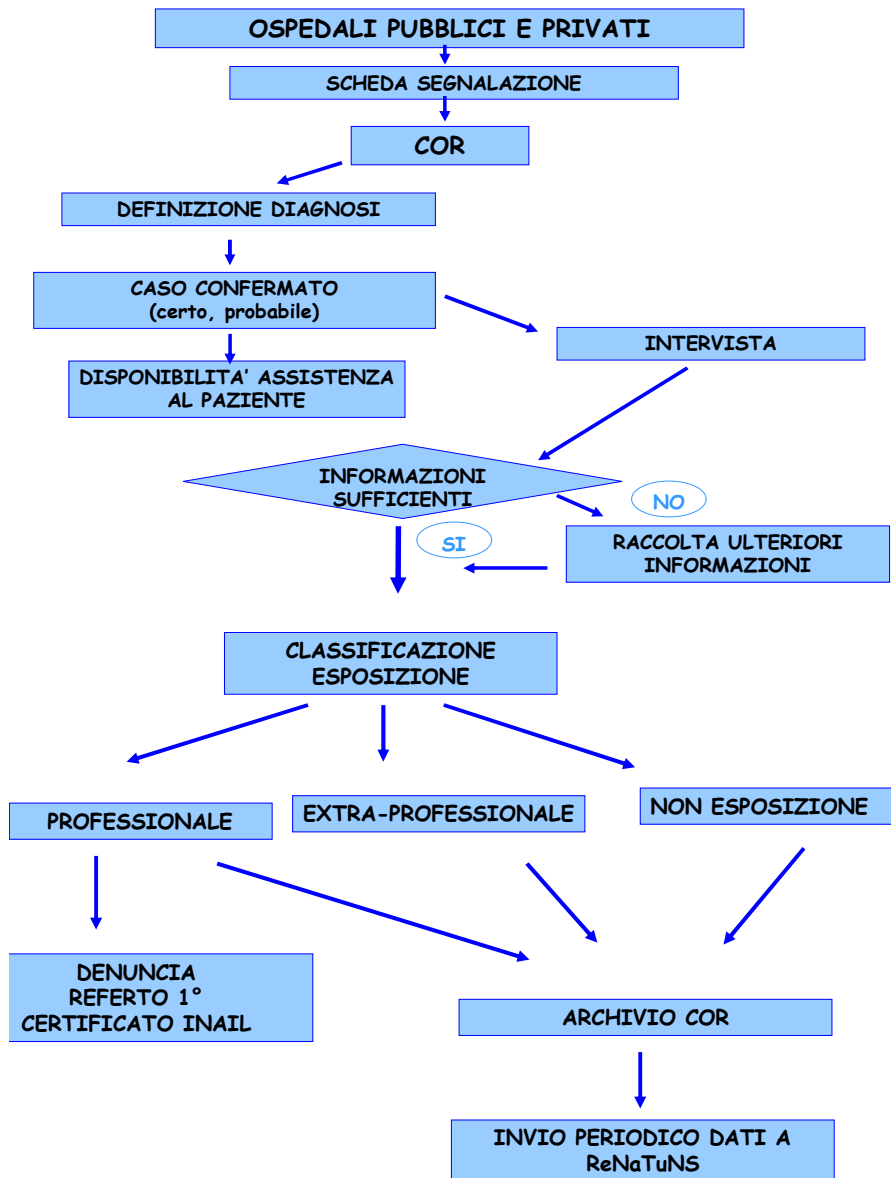 OSPEDALI PUBBLICI E PRIVATI
SCHEDA SEGNALAZIONE
COR
DEFINIZIONE DIAGNOSI
CASO CONFERMATO
(certo, probabile)
INTERVISTA
DISPONIBILITA' ASSISTENZA
AL PAZIENTE
INFORMAZIONI
SUFFICIENTI
NO
SI
RACCOLTA ULTERIORI
INFORMAZIONI
CLASSIFICAZIONE
ESPOSIZIONE
PROFESSIONALE
EXTRA-PROFESSIONALE
NON ESPOSIZIONE
DENUNCIA
REFERTO 1°
CERTIFICATO INAIL
ARCHIVIO COR
INVIO PERIODICO DATI A
ReNaTuNS